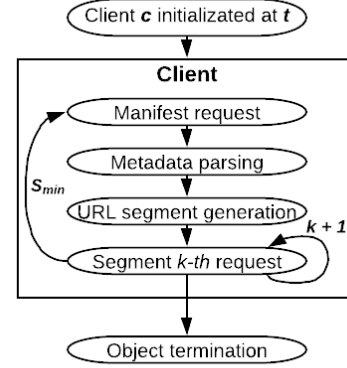 Client c initializated at t
Client
Manifest request
Metadata parsing
S_min
URL segment generation
k + 1
Segment k-th request
Object termination